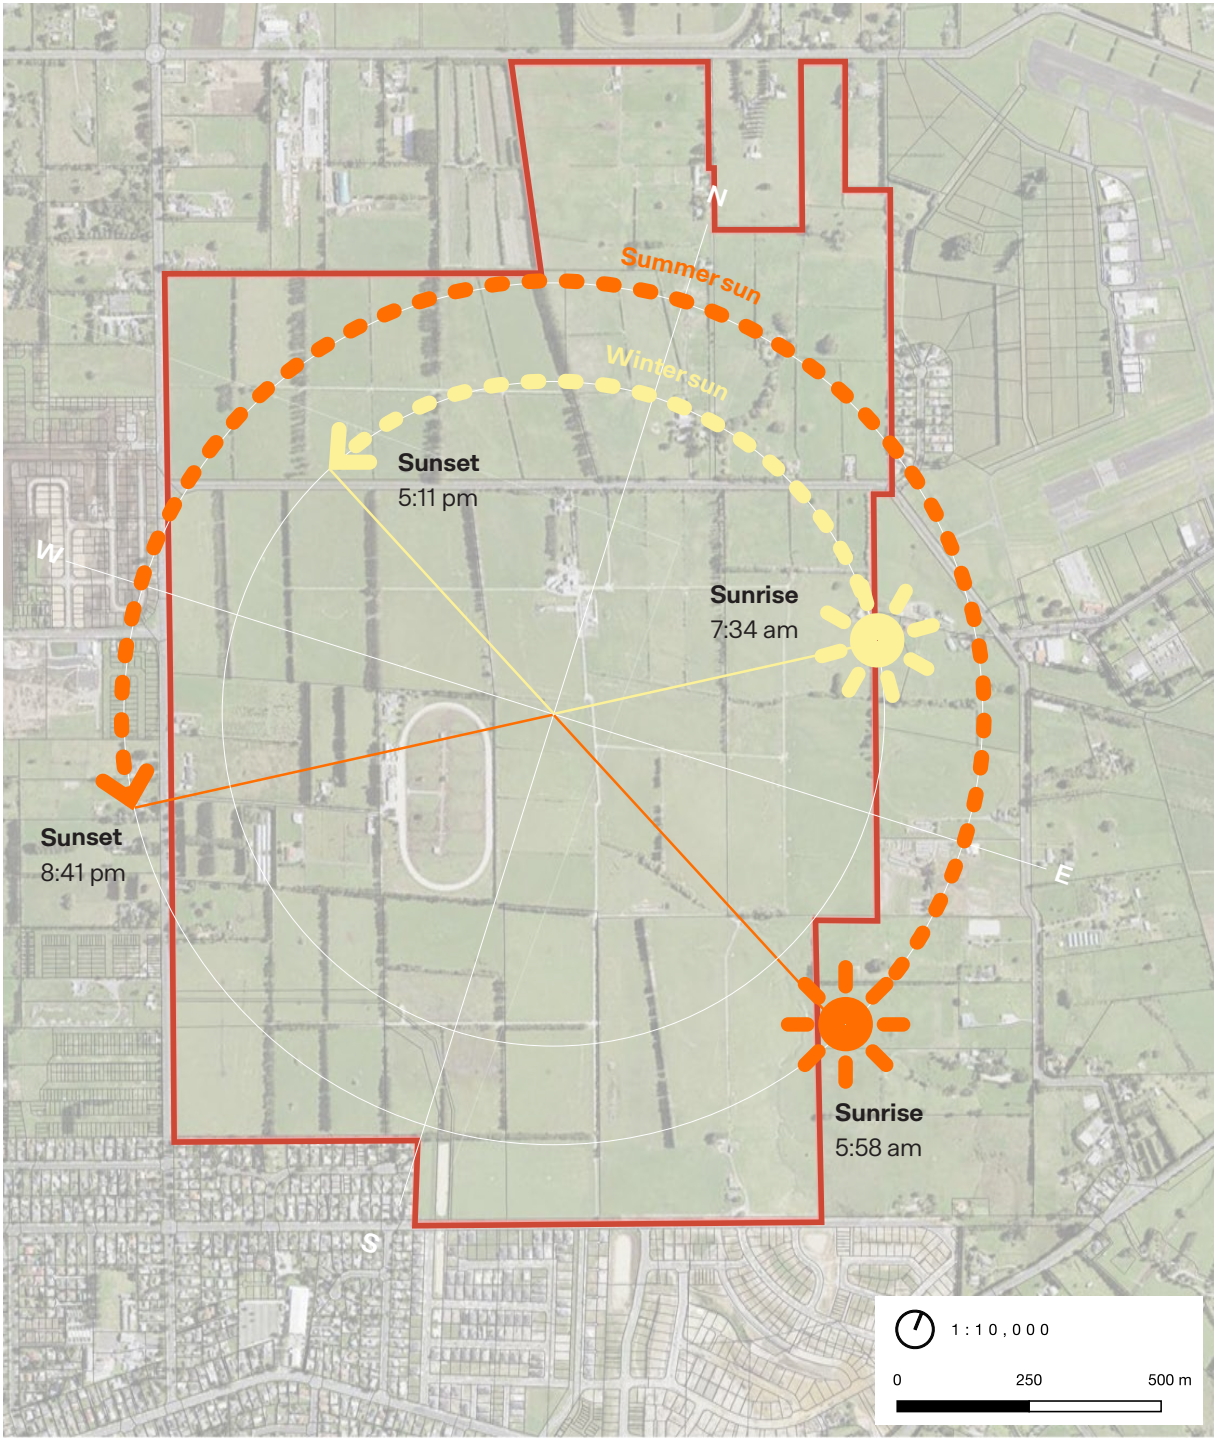 N
Summer sun
Winter sun
Sunset
5:11 pm
W
Sunrise
7:34 am
Sunset
8:41 pm
E
Sunrise
5:58 am
S
1:10,000
0 250 500 m